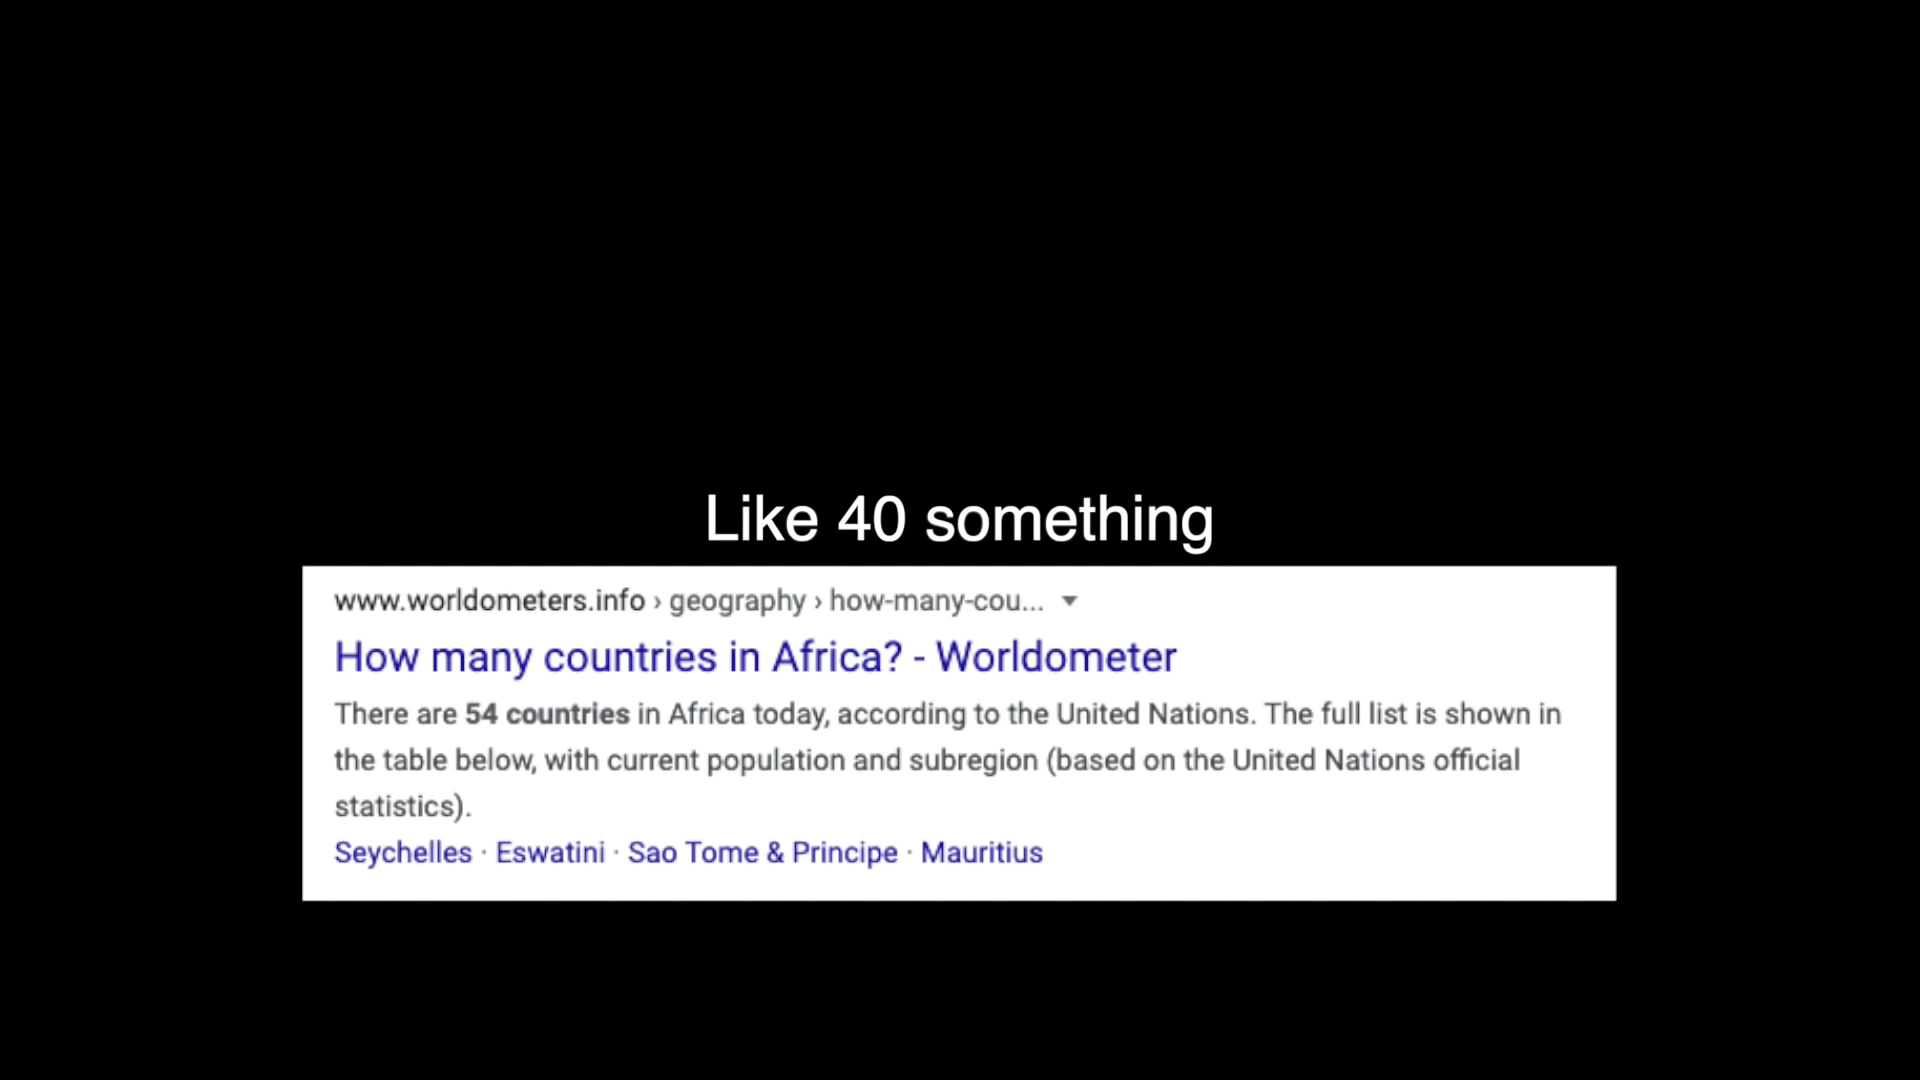 Like 40 something
www.worldometers.info › geography › how-many-cou...
How many countries in Africa? - Worldometer
There are 54 countries in Africa today, according to the United Nations. The full list is shown in
the table below, with current population and subregion (based on the United Nations official
statistics).
Seychelles · Eswatini · Sao Tome & Principe · Mauritius